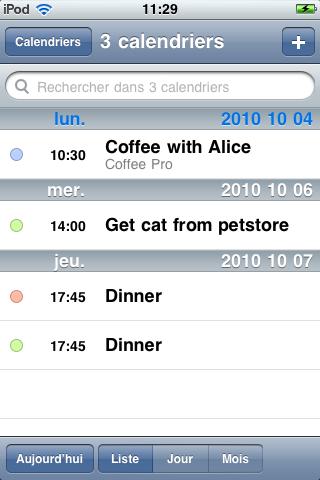 iPod 11:29
Calendriers 3 calendriers +
Rechercher dans 3 calendriers
lun. 2010 10 04
10:30 Coffee with Alice
Coffee Pro
mer. 2010 10 06
14:00 Get cat from petstore
jeu. 2010 10 07
17:45 Dinner
17:45 Dinner
Aujourd'hui Liste Jour Mois